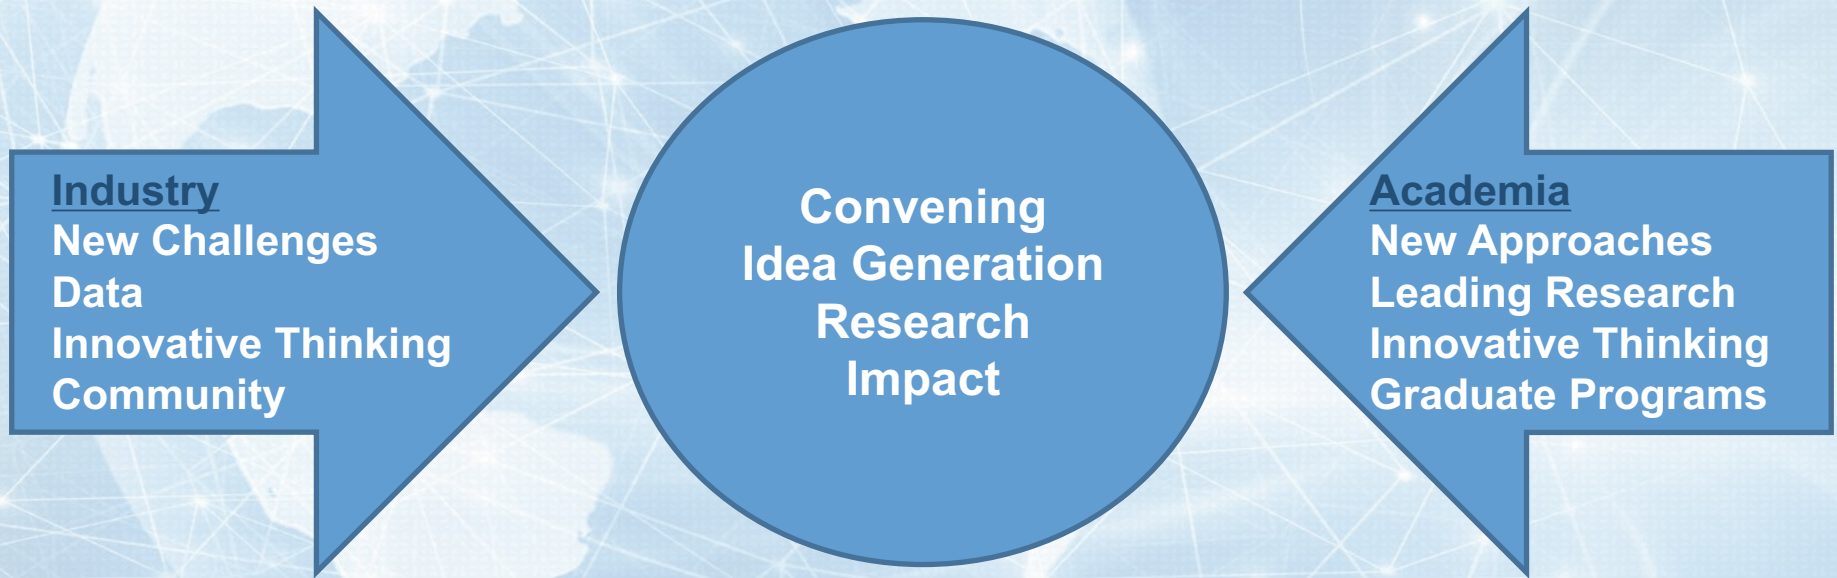 Industry
New Challenges
Data
Innovative Thinking
Community
Convening
Idea Generation
Research
Impact
Academia
New Approaches
Leading Research
Innovative Thinking
Graduate Programs